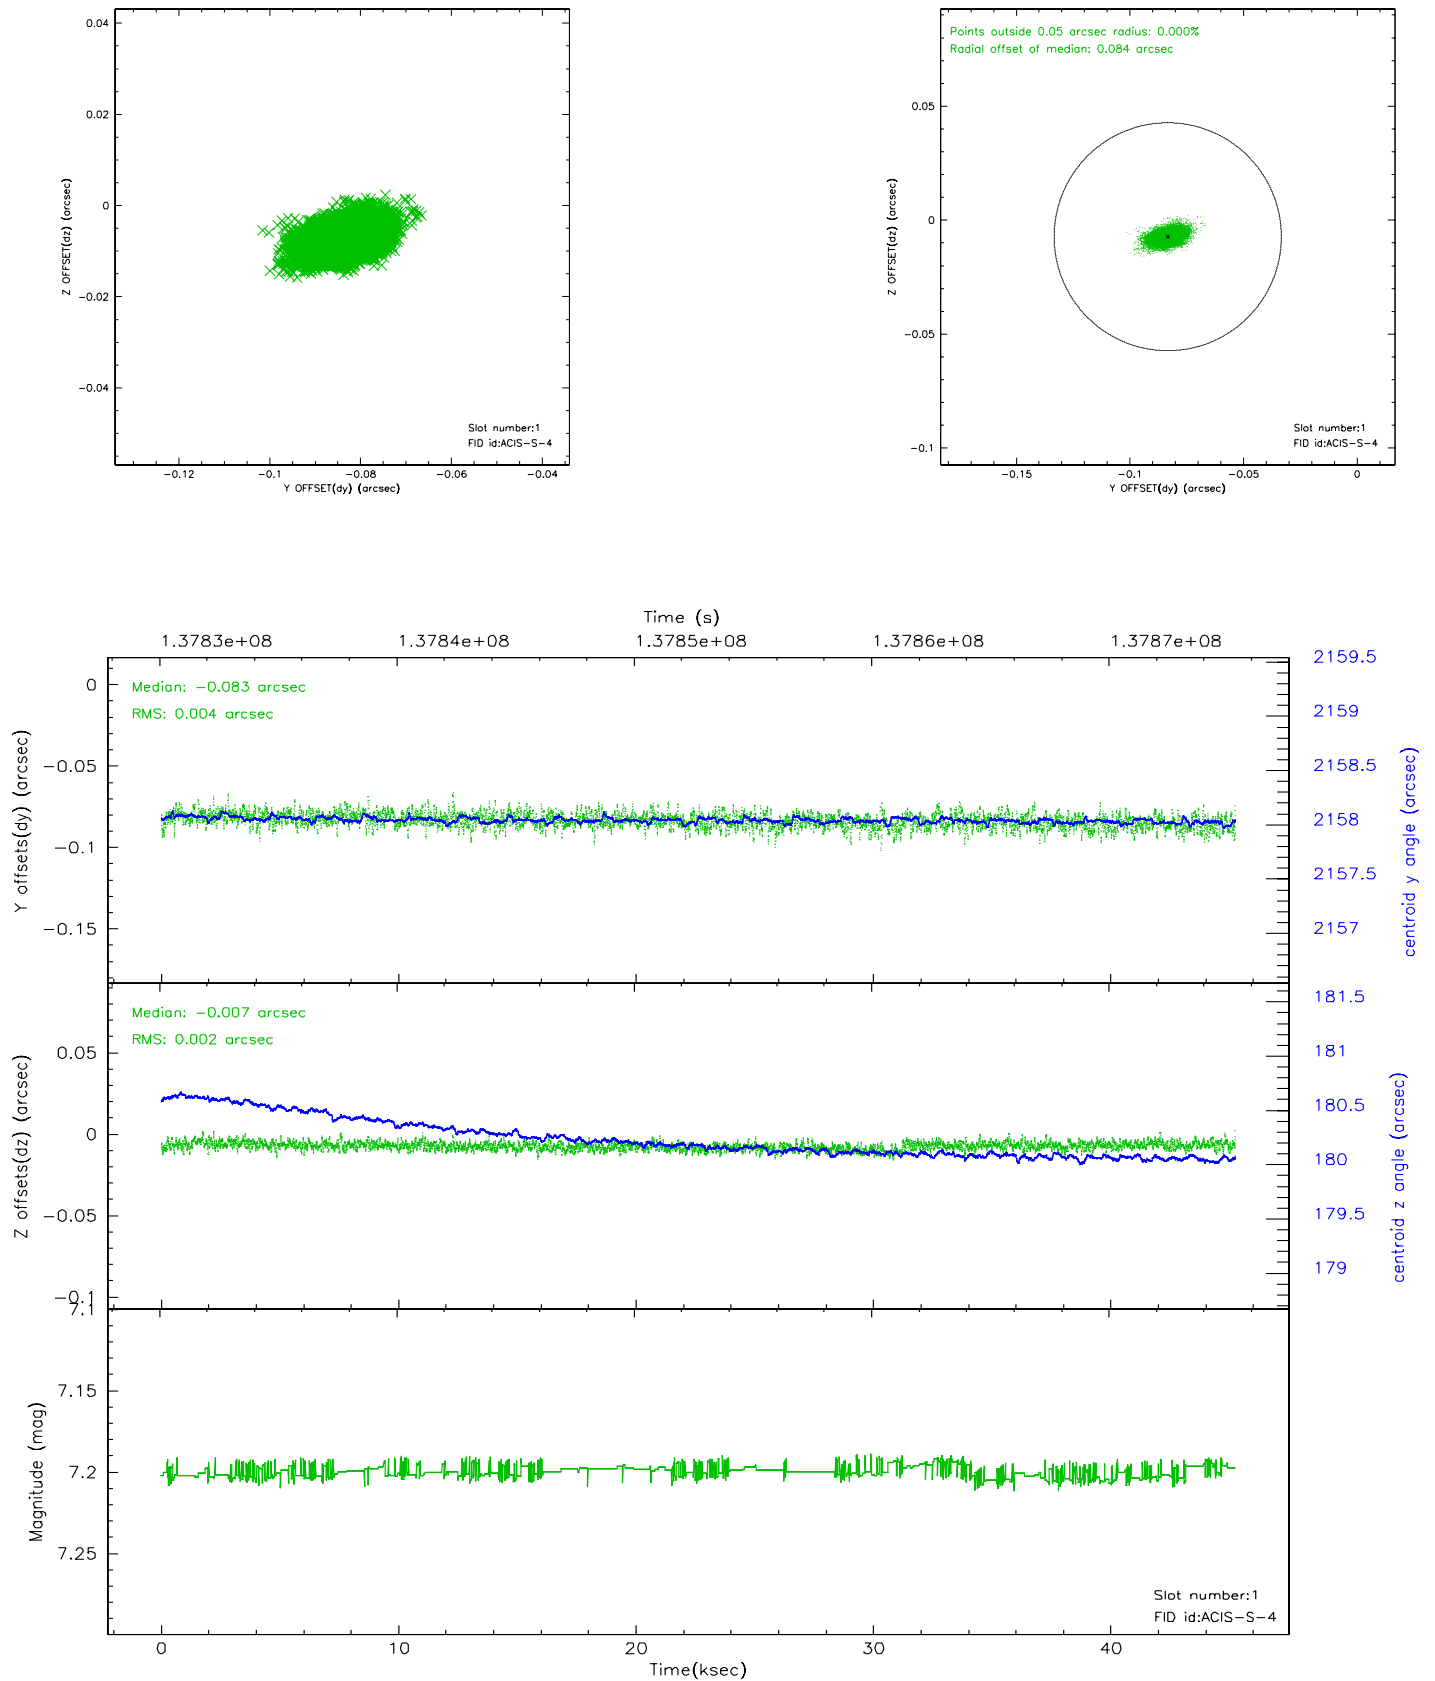 0.04
0.02
0
−0.02
−0.04
Z OFFSET(dz) (arcsec)
Slot number:1
FID id:ACIS−S−4
−0.12
−0.1
−0.08
−0.06
−0.04
Y OFFSET(dy) (arcsec)
Points outside 0.05 arcsec radius: 0.000%
Radial offset of median: 0.084 arcsec
0.05
0
−0.05
−0.1
Z OFFSET(dz) (arcsec)
Slot number:1
FID id:ACIS−S−4
−0.15
−0.1
−0.05
0
Y OFFSET(dy) (arcsec)
Time (s)
1.3783e+08
1.3784e+08
1.3785e+08
1.3786e+08
1.3787e+08
Median: −0.083 arcsec
RMS: 0.004 arcsec
0
−0.05
−0.1
−0.15
Y offsets(dy) (arcsec)
2159.5
2159
2158.5
2158
2157.5
2157
centroid y angle (arcsec)
Median: −0.007 arcsec
RMS: 0.002 arcsec
0.05
0
−0.05
−0.1
Z offsets(dz) (arcsec)
181.5
181
180.5
180
179.5
179
centroid z angle (arcsec)
7.1
7.15
7.2
7.25
Magnitude (mag)
Slot number:1
FID id:ACIS−S−4
0
10
20
30
40
Time(ksec)